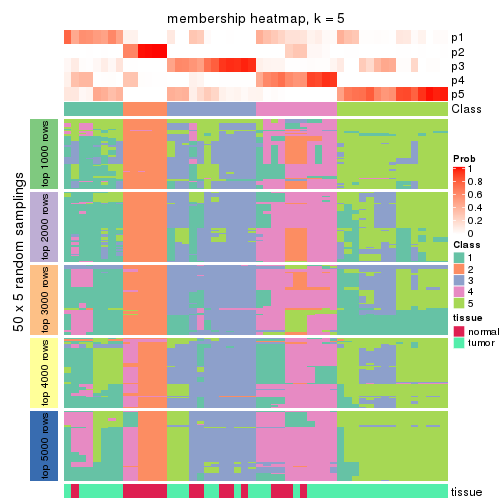 membership heatmap, k = 5
p1
p2
p3
p4
p5
Class
50 x 5 random samplings
top 1000 rows
top 2000 rows
top 3000 rows
top 4000 rows
top 5000 rows
tissue
Prob
1
0.8
0.6
0.4
0.2
0
Class
1
2
3
4
5
tissue
normal
tumor